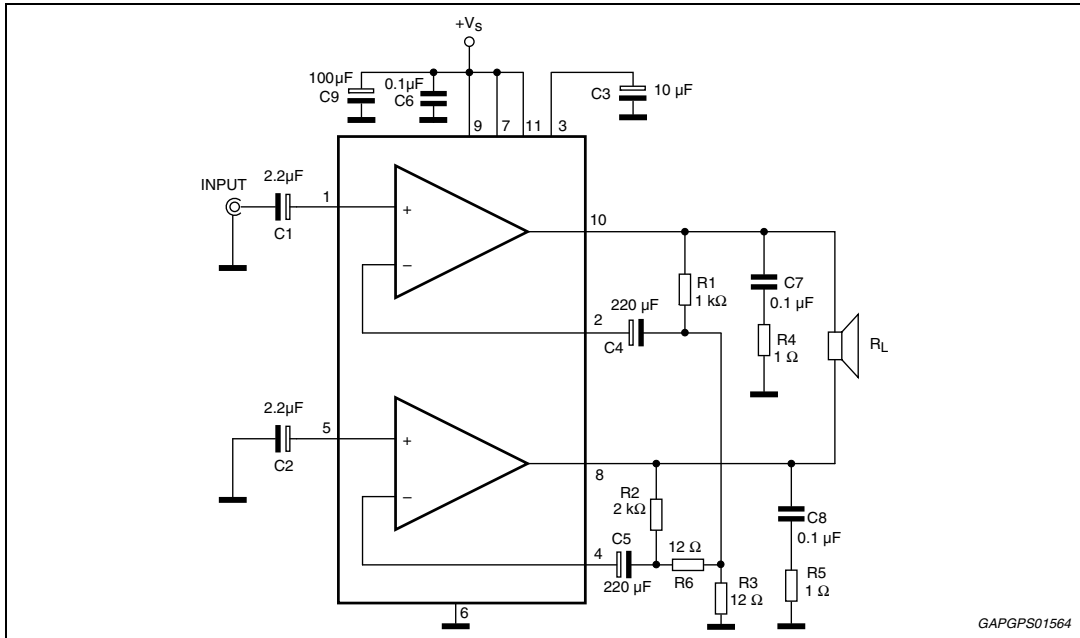 +Vs
100µF
C9
0.1µF
C6
C3
10 µF
9
7
11
3
INPUT
2.2µF
C1
1
+
−
10
R1
1 kΩ
C7
0.1 µF
220 µF
2
C4
R4
1 Ω
RL
2.2µF
C2
5
+
−
8
R2
2 kΩ
C8
0.1 µF
C5
4
220 µF
12 Ω
R6
R3
12 Ω
R5
1 Ω
6
GAPGPS01564